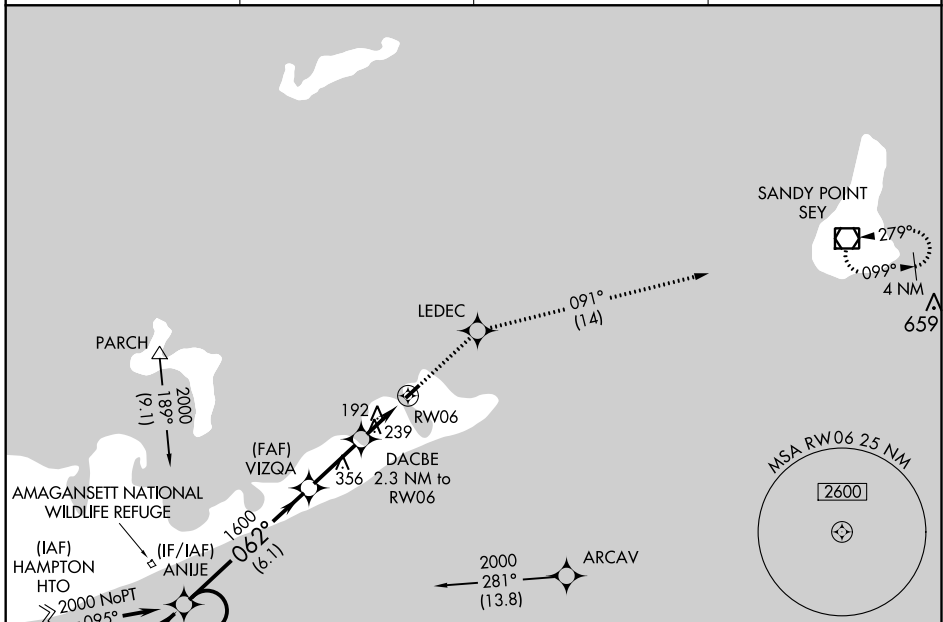 SANDY POINT
SEY
279°
099°
4 NM
659
LEDEC
091°
(14)
PARCH
2000
189°
(9.1)
192
RW06
239
(FAF)
VIZQA
356
DACBE
2.3 NM to
RW06
MSA RW06 25 NM
2600
AMAGANSETT NATIONAL
WILDLIFE REFUGE
1600
062°
(6.1)
(IAF)
HAMPTON
HTO
(IF/IAF)
ANIJE
2000 NoPT
095°
ARCAV
2000
281°
(13.8)